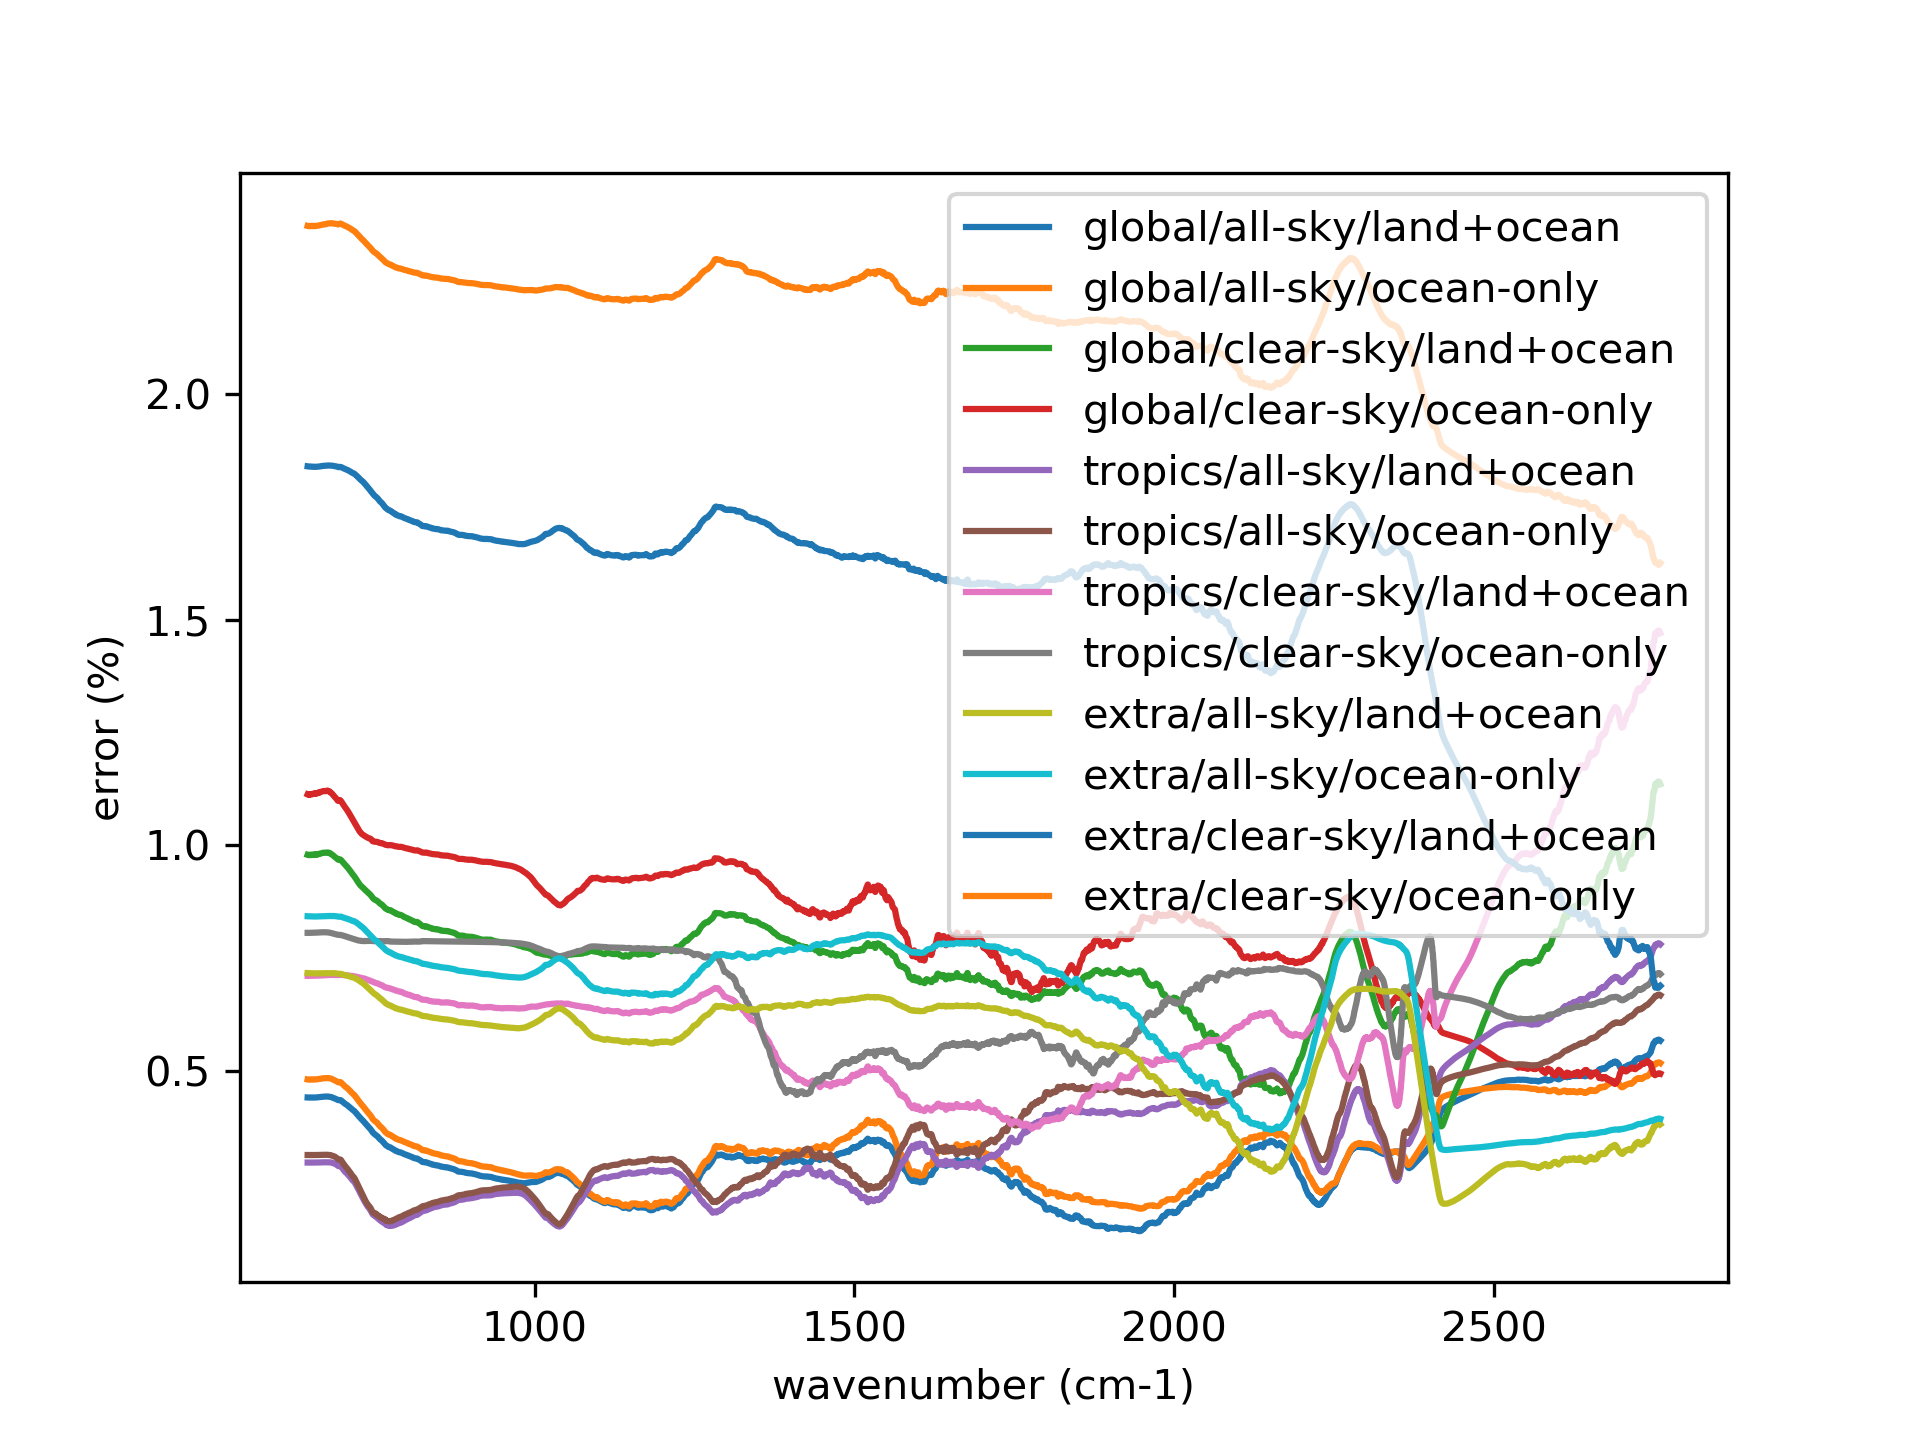 global/all-sky/land+ocean
global/all-sky/ocean-only
global/clear-sky/land+ocean
global/clear-sky/ocean-only
tropics/all-sky/land+ocean
tropics/all-sky/ocean-only
tropics/clear-sky/land+ocean
tropics/clear-sky/ocean-only
extra/all-sky/land+ocean
extra/all-sky/ocean-only
extra/clear-sky/land+ocean
extra/clear-sky/ocean-only
2.0
1.5
1.0
0.5
error (%)
1000 1500 2000 2500
wavenumber (cm-1)